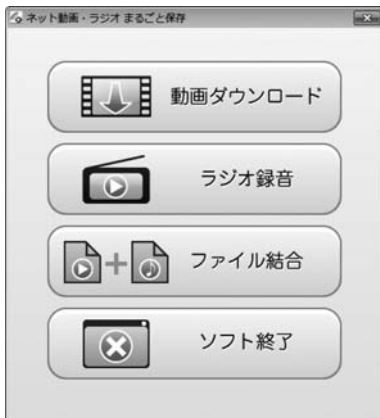 ネット動画・ラジオ まるごと保存
動画ダウンロード
ラジオ録音
ファイル結合
ソフト終了